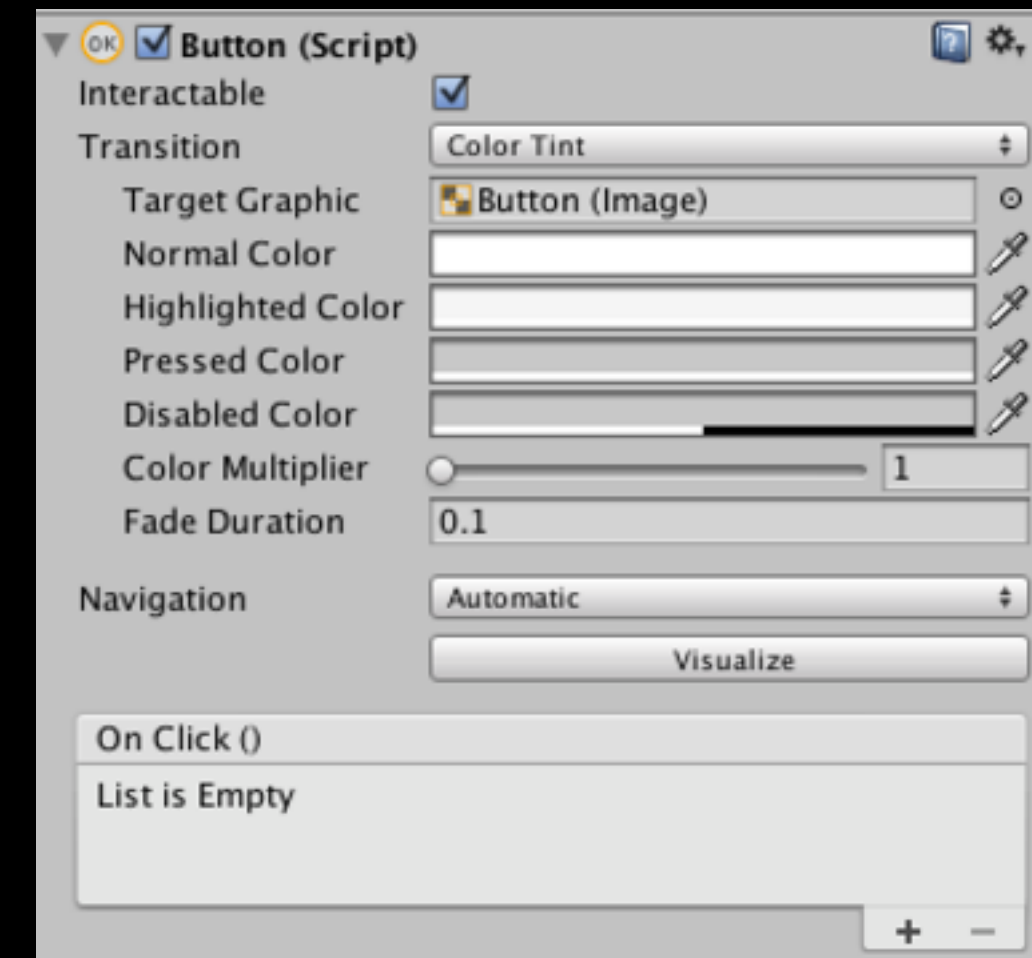 OK Button (Script) ?
Interactable
Transition Color Tint
Target Graphic Button (Image)
Normal Color
Highlighted Color
Pressed Color
Disabled Color
Color Multiplier 1
Fade Duration 0.1
Navigation Automatic
Visualize
On Click ()
List is Empty
+ −